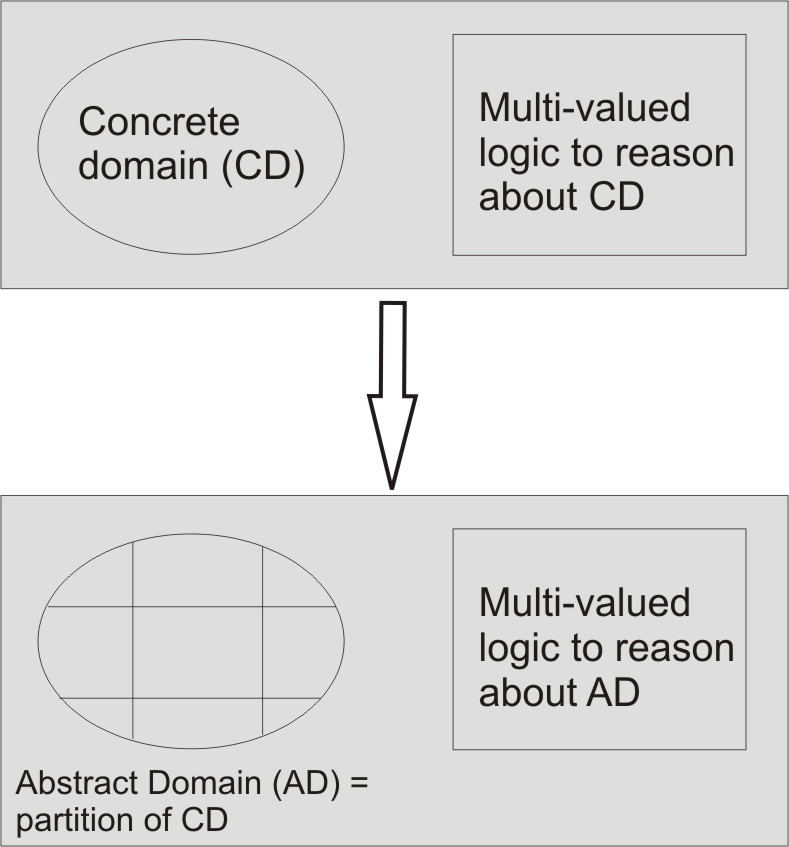 Concrete
domain (CD)
Multi-valued
logic to reason
about CD
Multi-valued
logic to reason
about AD
Abstract Domain (AD) =
partition of CD